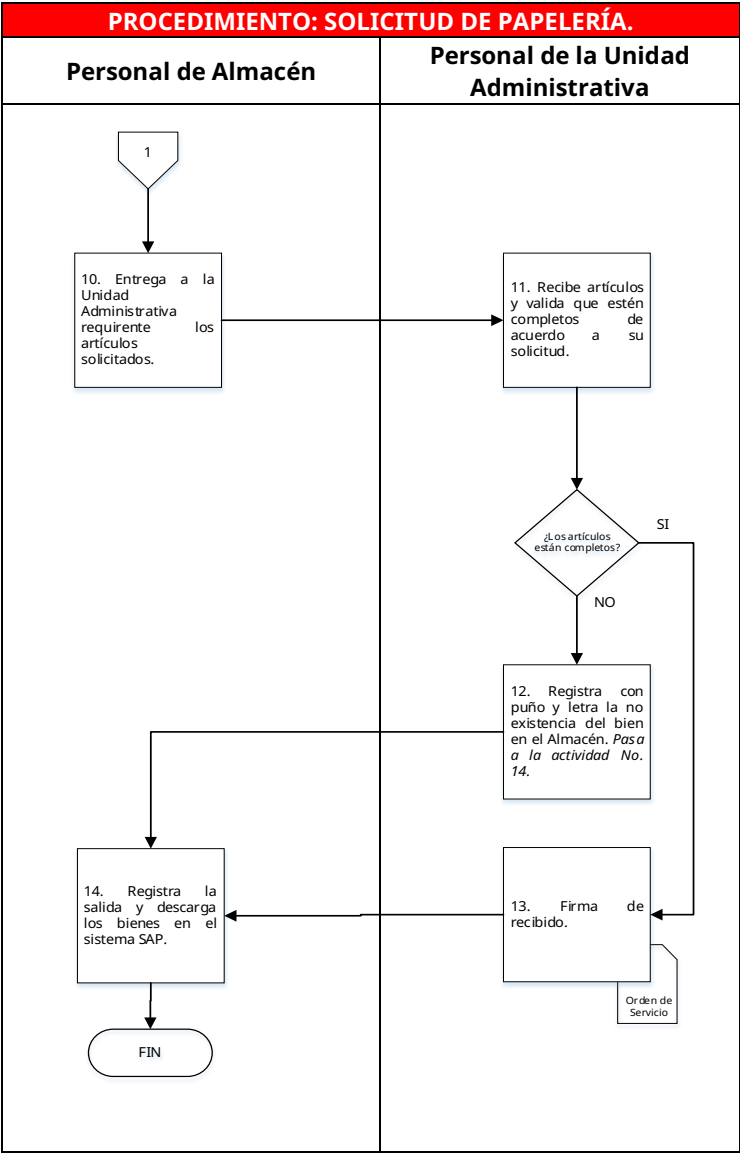 PROCEDIMIENTO: SOLICITUD DE PAPELERÍA.
Personal de Almacén
Personal de la Unidad
Administrativa
1
10. Entrega a la
Unidad
Administrativa
requirente los
artículos
solicitados.
11. Recibe artículos
y valida que estén
completos de
acuerdo a su
solicitud.
¿Los artículos
están completos?
SI
NO
12. Registra con
puño y letra la no
existencia del bien
en el Almacén. Pasa
a la actividad No.
14.
14. Registra la
salida y descarga
los bienes en el
sistema SAP.
13. Firma de
recibido.
Orden de
Servicio
FIN